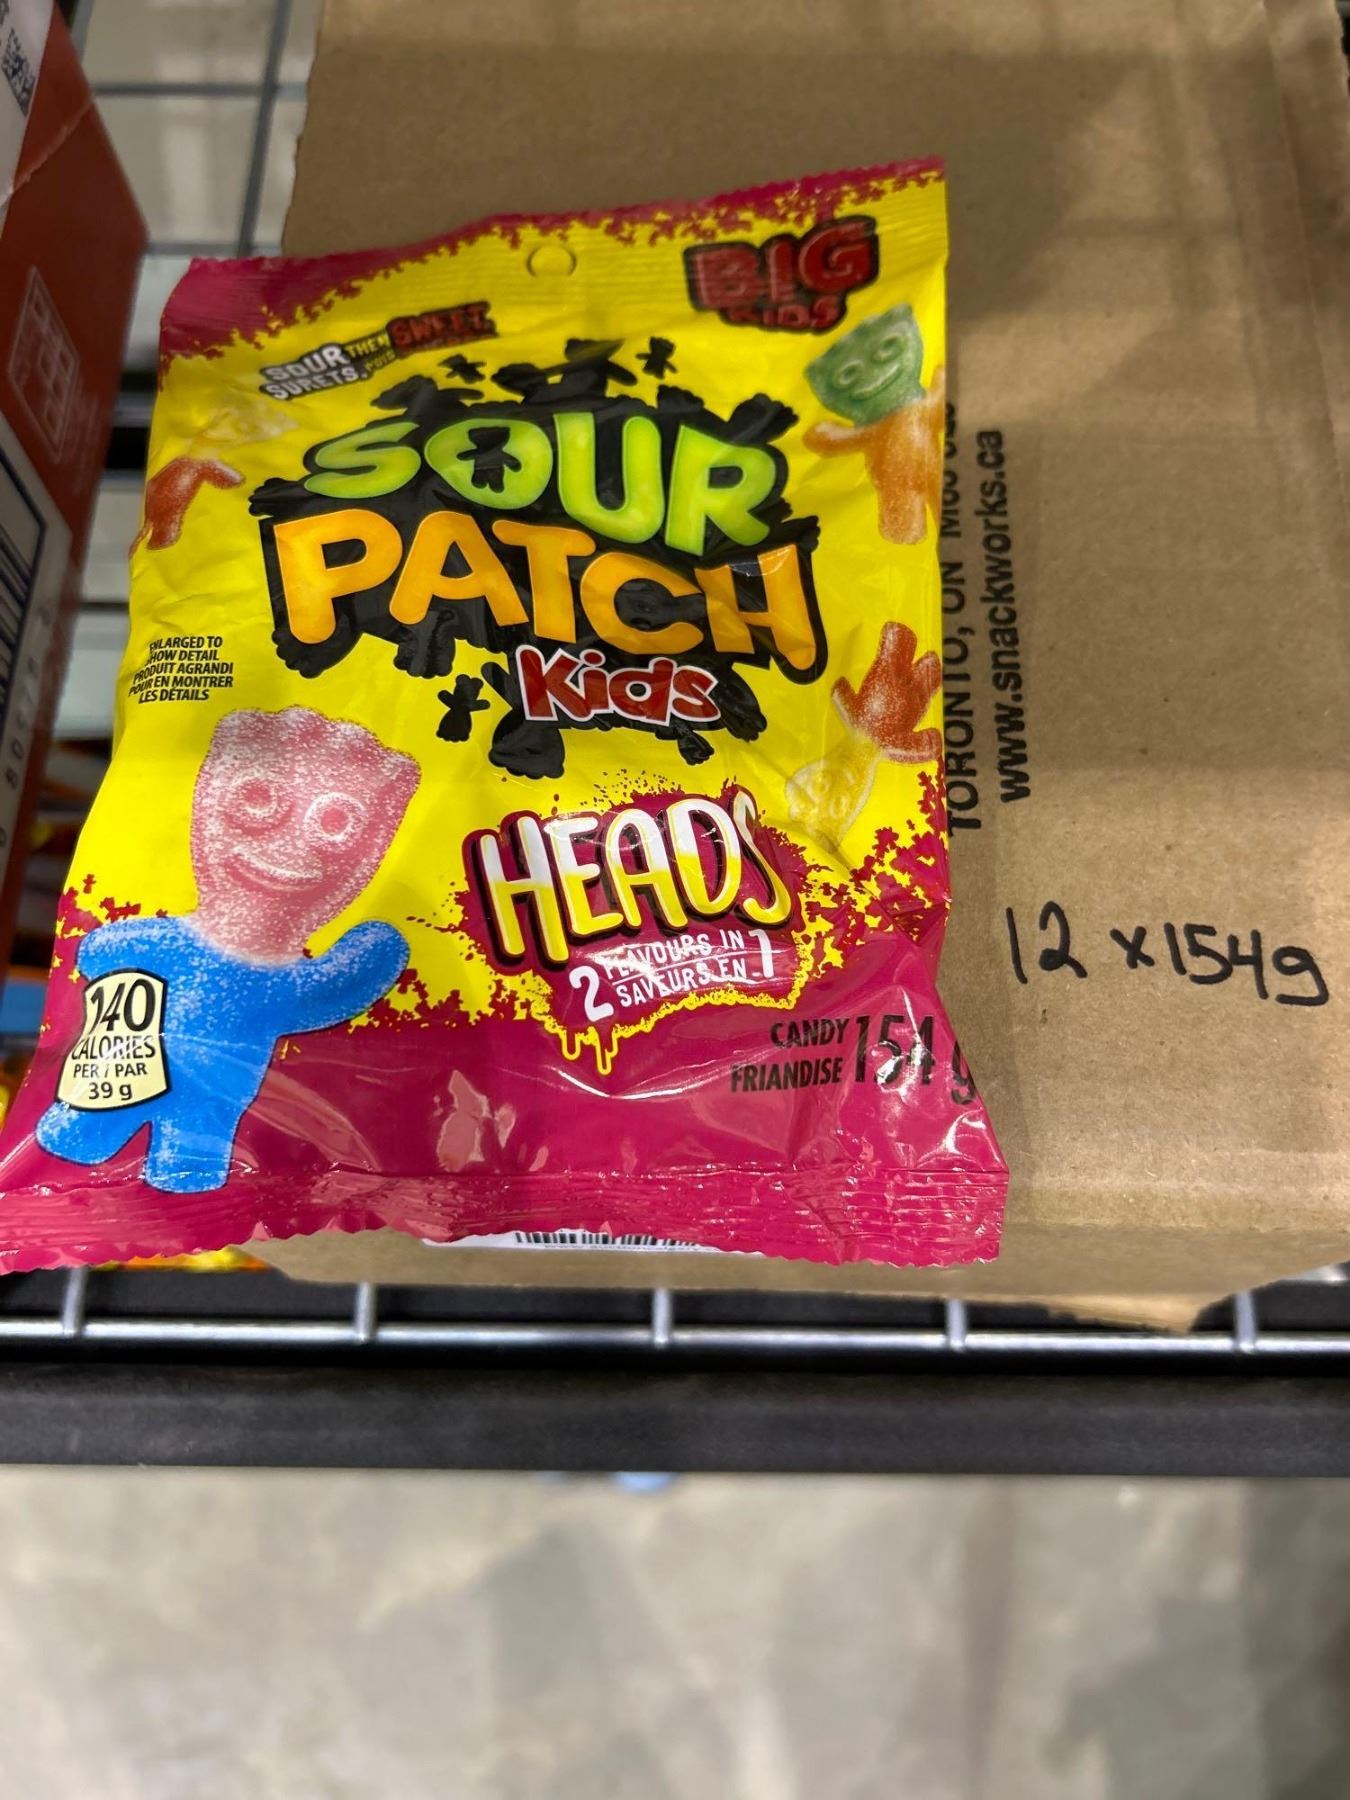 BIG
KIDS
SOUR THEN SWEET
SURETS, PUIS
SOUR
PATCH
Kids
ENLARGED TO
SHOW DETAIL
PRODUIT AGRANDI
POUR EN MONTRER
LES DÉTAILS
HEADS
2 FLAVOURS IN 1
SAVEURS EN
140
CALORIES
PER / PAR
39 g
CANDY
FRIANDISE
154 g
TORONTO, ON
www.snackworks.ca
12 x 154g